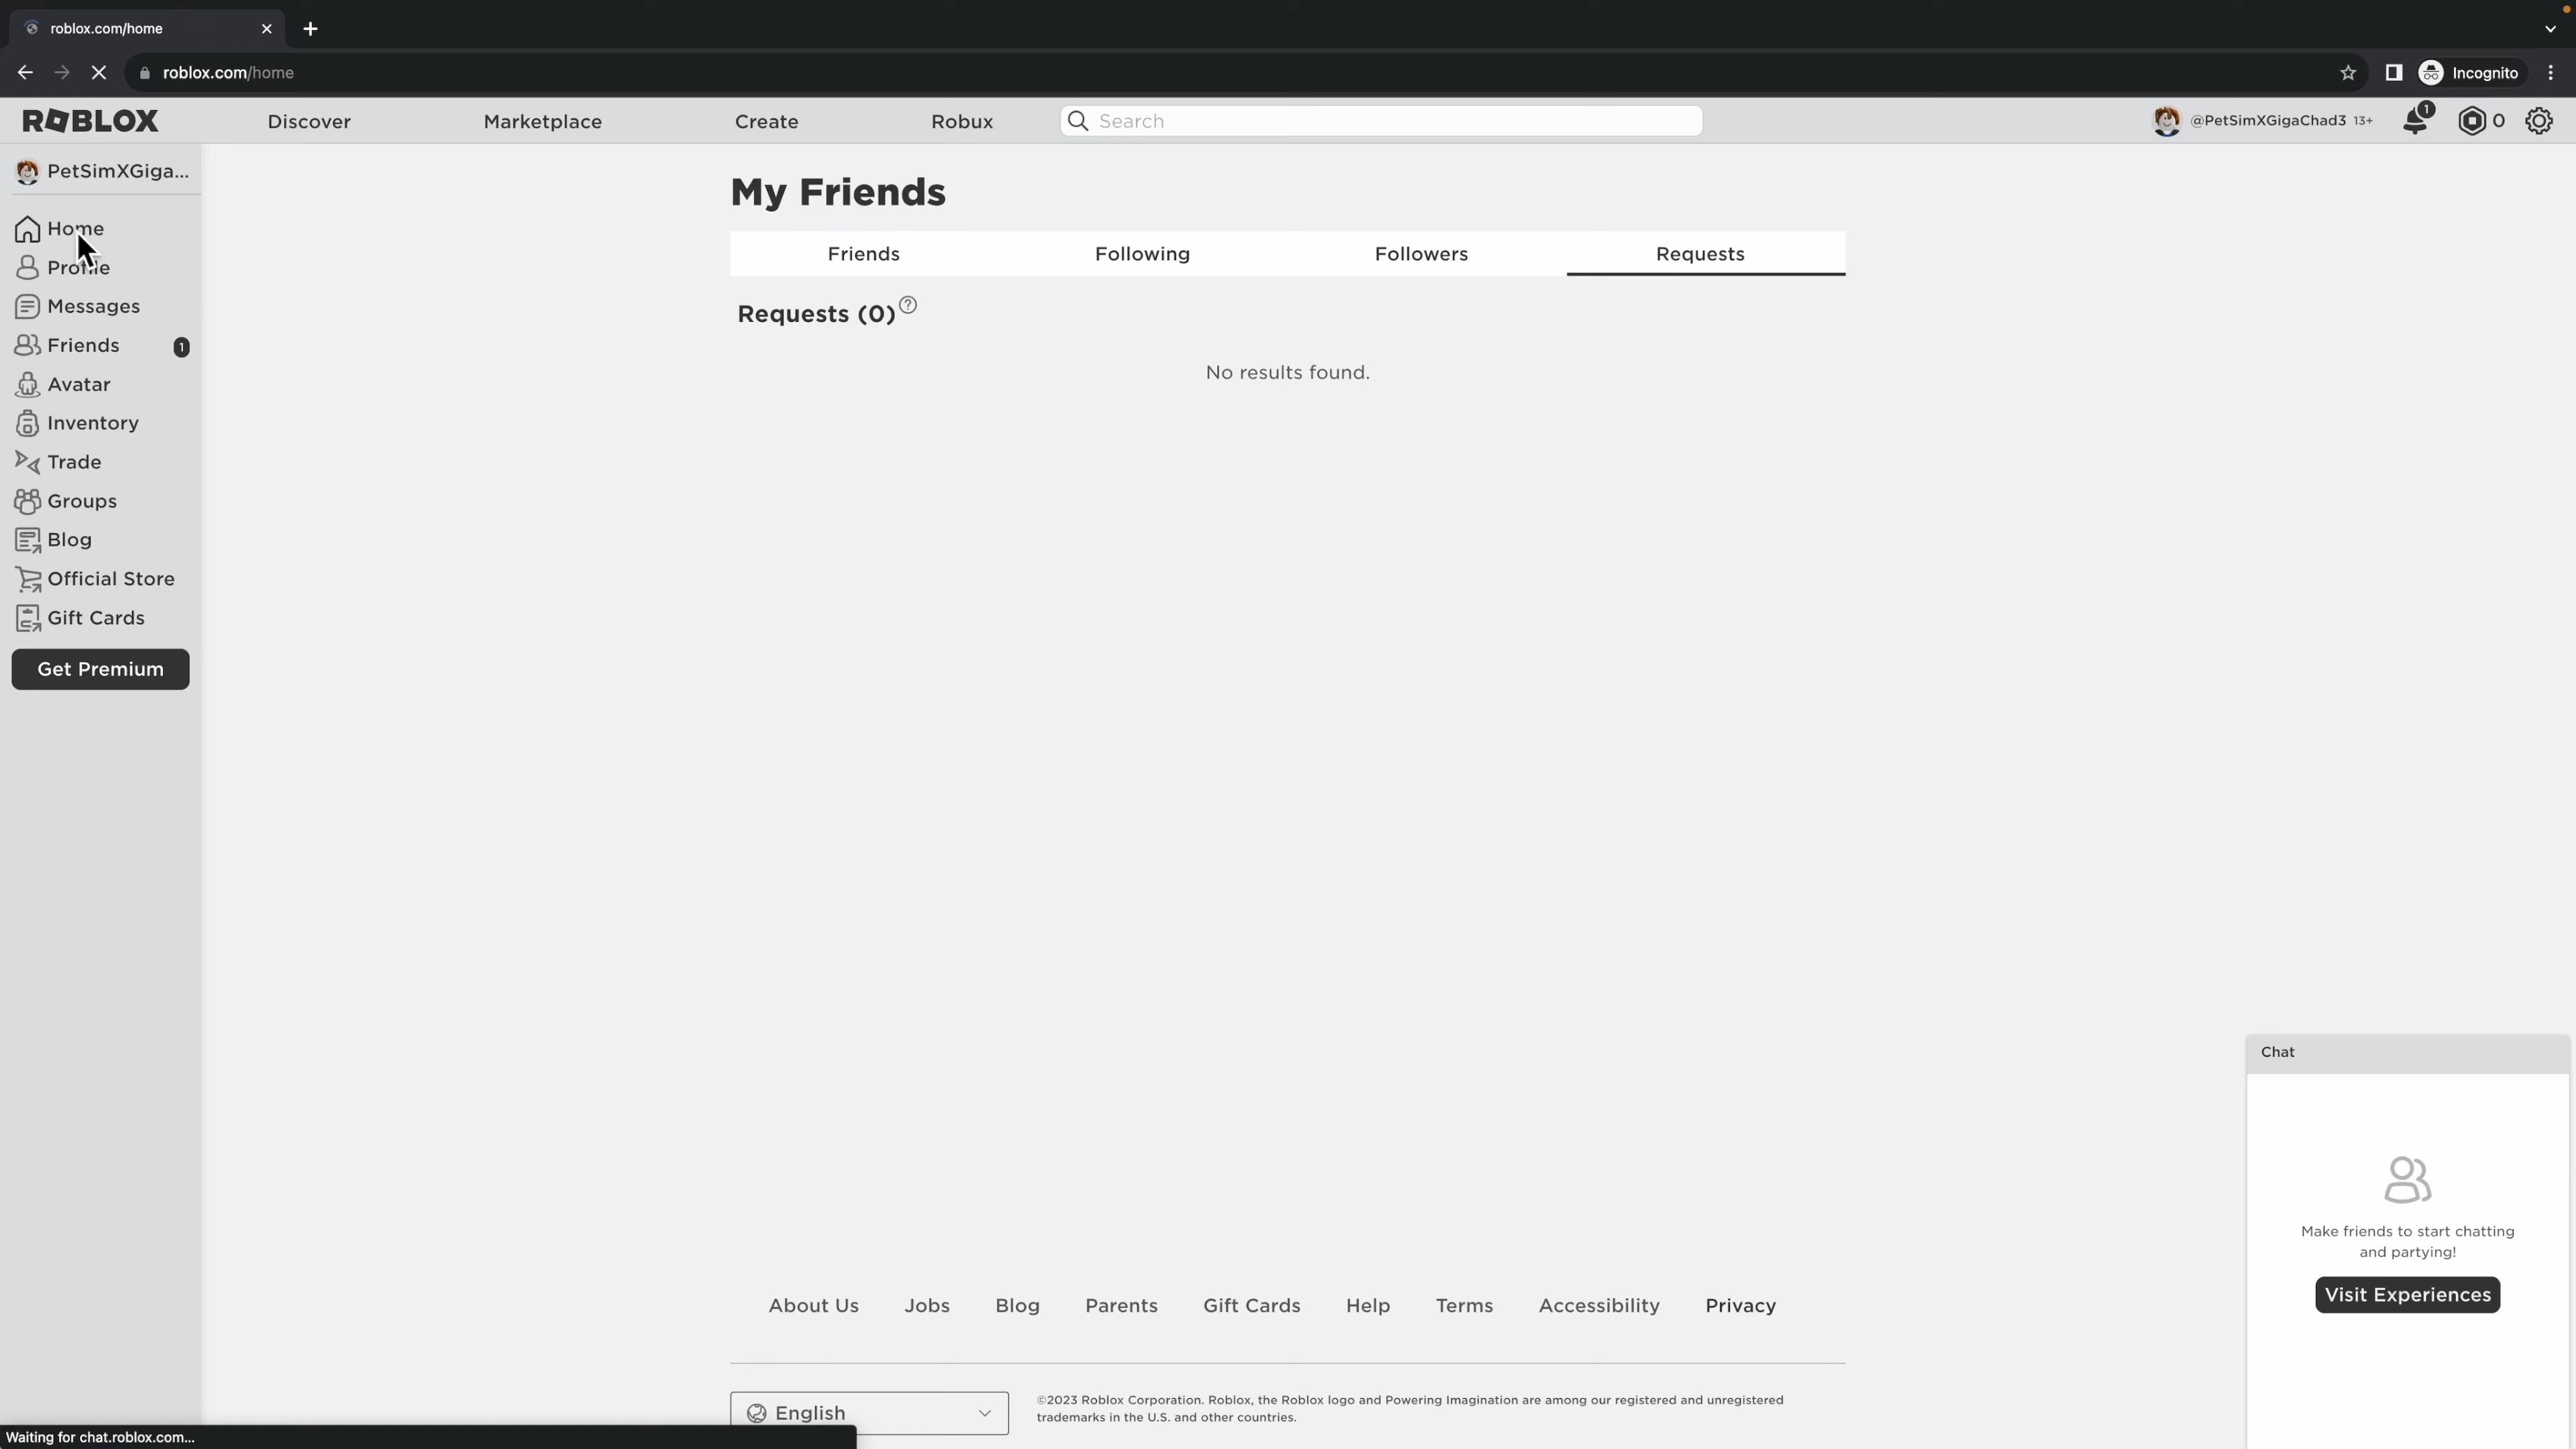 roblox.com/home
roblox.com/home
Incognito
ROBLOX
Discover
Marketplace
Create
Robux
Search
@PetSimXGigaChad3 13+
1
0
PetSimXGiga...
Home
Profile
Messages
Friends
1
Avatar
Inventory
Trade
Groups
Blog
Official Store
Gift Cards
Get Premium
My Friends
Friends
Following
Followers
Requests
Requests (0)
?
No results found.
Chat
Make friends to start chatting
and partying!
Visit Experiences
About Us
Jobs
Blog
Parents
Gift Cards
Help
Terms
Accessibility
Privacy
English
©2023 Roblox Corporation. Roblox, the Roblox logo and Powering Imagination are among our registered and unregistered
trademarks in the U.S. and other countries.
Waiting for chat.roblox.com...